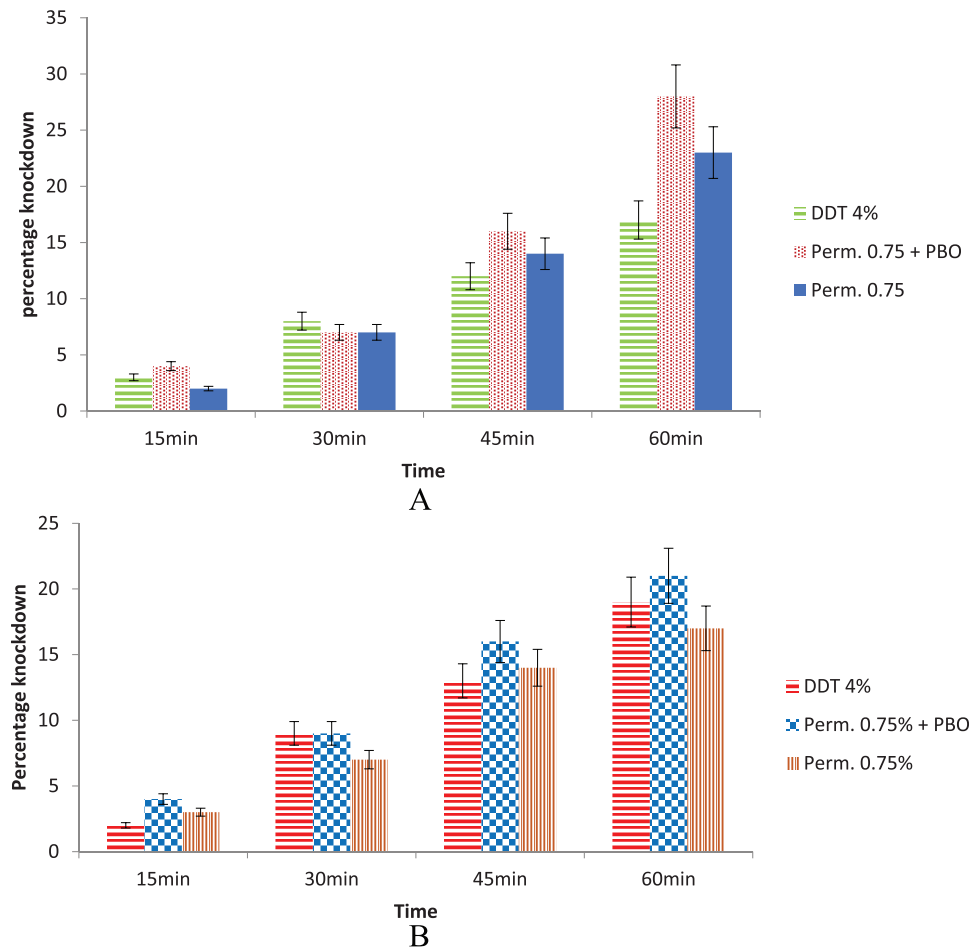 35
30
25
20
15
10
5
0
percentage knockdown
15min 30min 45min 60min
Time
DDT 4%
Perm. 0.75 + PBO
Perm. 0.75
A
25
20
15
10
5
0
Percentage knockdown
15min 30min 45min 60min
Time
DDT 4%
Perm. 0.75% + PBO
Perm. 0.75%
B